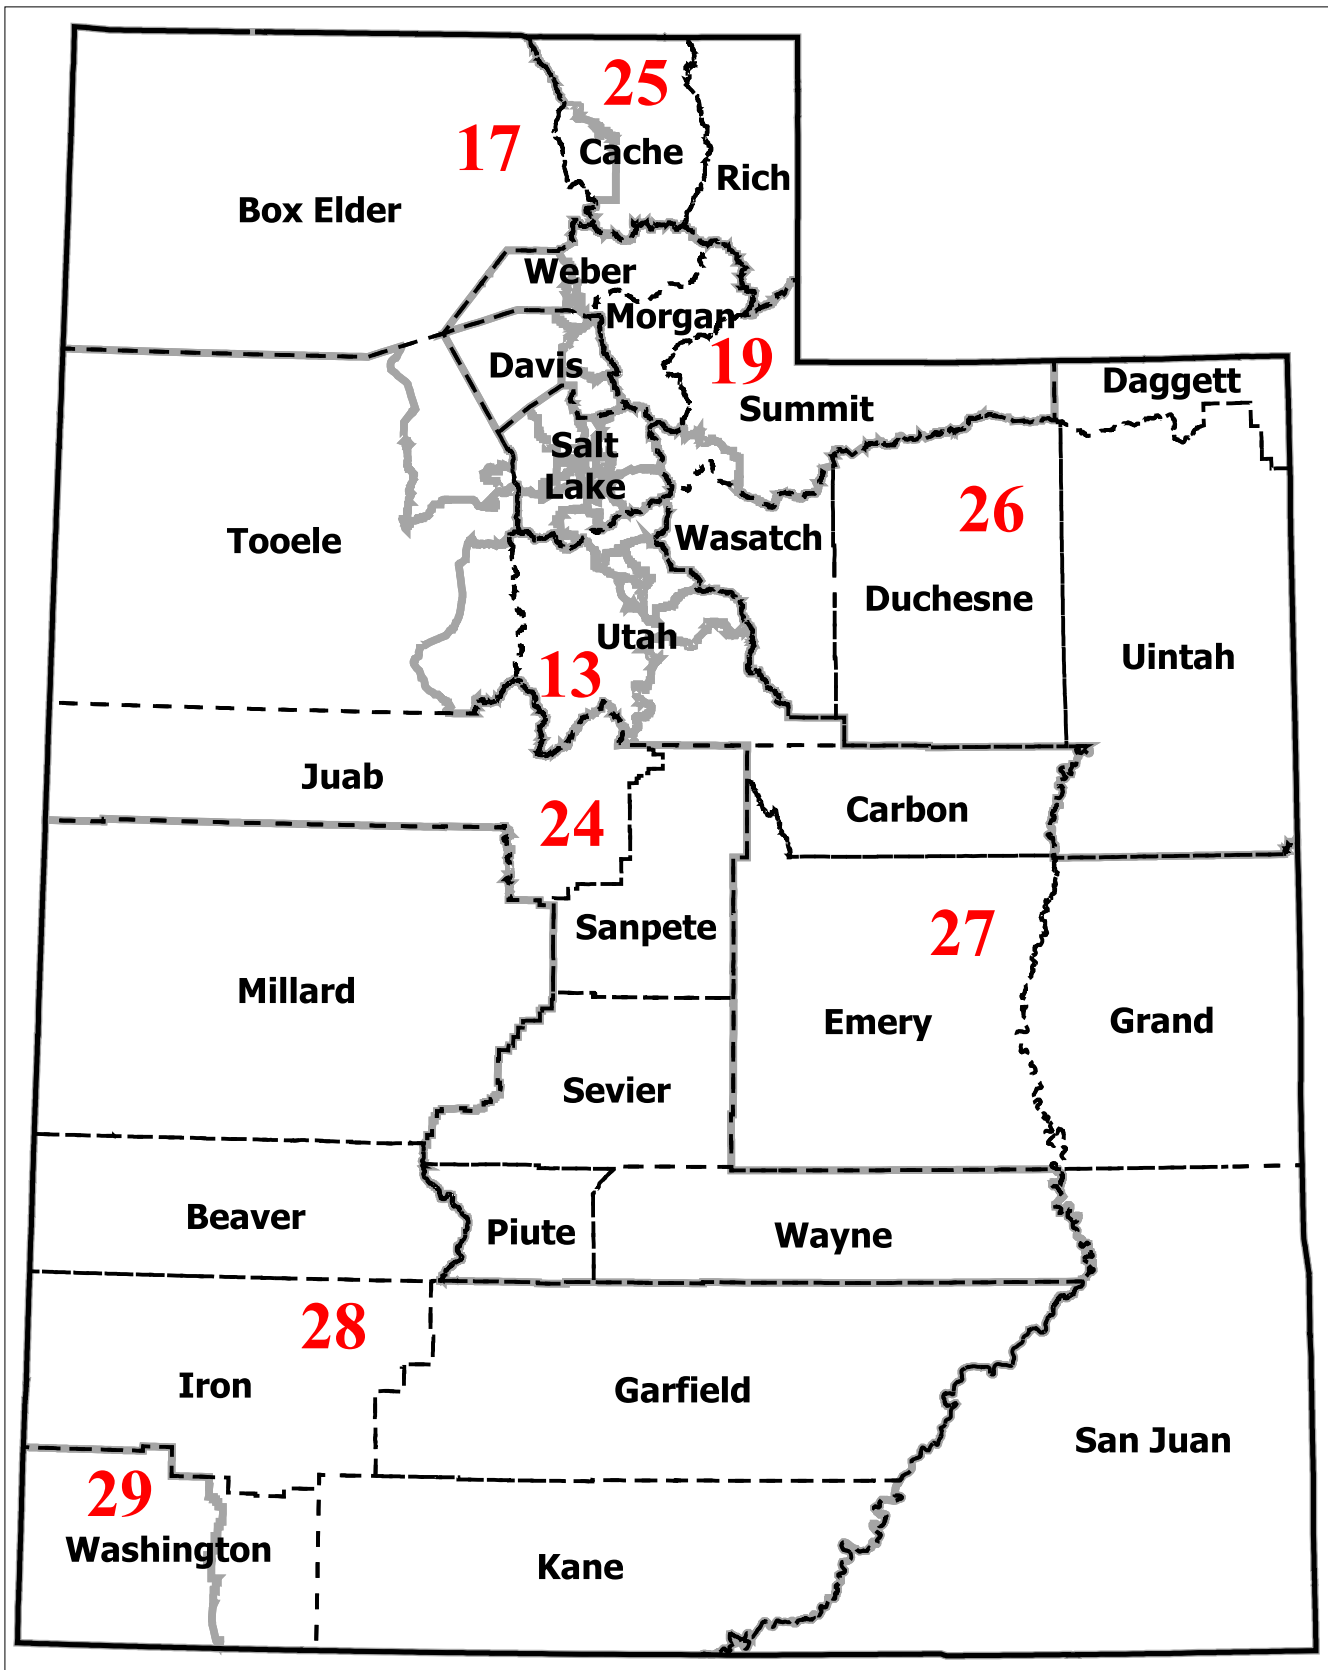 25
17
Cache
Rich
Box Elder
Weber
Morgan
19
Davis
Daggett
Summit
Salt
Lake
26
Tooele
Wasatch
Duchesne
Utah
Uintah
13
Juab
24
Carbon
Sanpete
27
Millard
Emery
Grand
Sevier
Beaver
Piute
Wayne
28
Iron
Garfield
San Juan
29
Washington
Kane